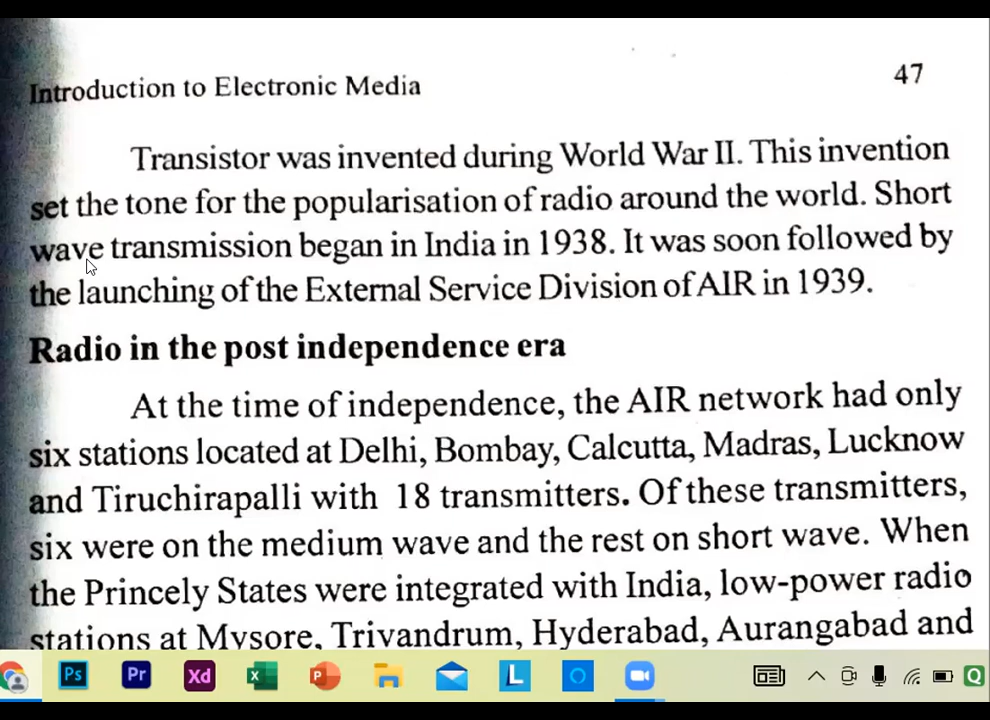 Introduction to Electronic Media 47
Transistor was invented during World War II. This invention
set the tone for the popularisation of radio around the world. Short
wave transmission began in India in 1938. It was soon followed by
the launching of the External Service Division of AIR in 1939.
Radio in the post independence era
At the time of independence, the AIR network had only
six stations located at Delhi, Bombay, Calcutta, Madras, Lucknow
and Tiruchirapalli with 18 transmitters. Of these transmitters,
six were on the medium wave and the rest on short wave. When
the Princely States were integrated with India, low-power radio
stations at Mysore, Trivandrum, Hyderabad, Aurangabad and
Ps Pr Xd X P L Q